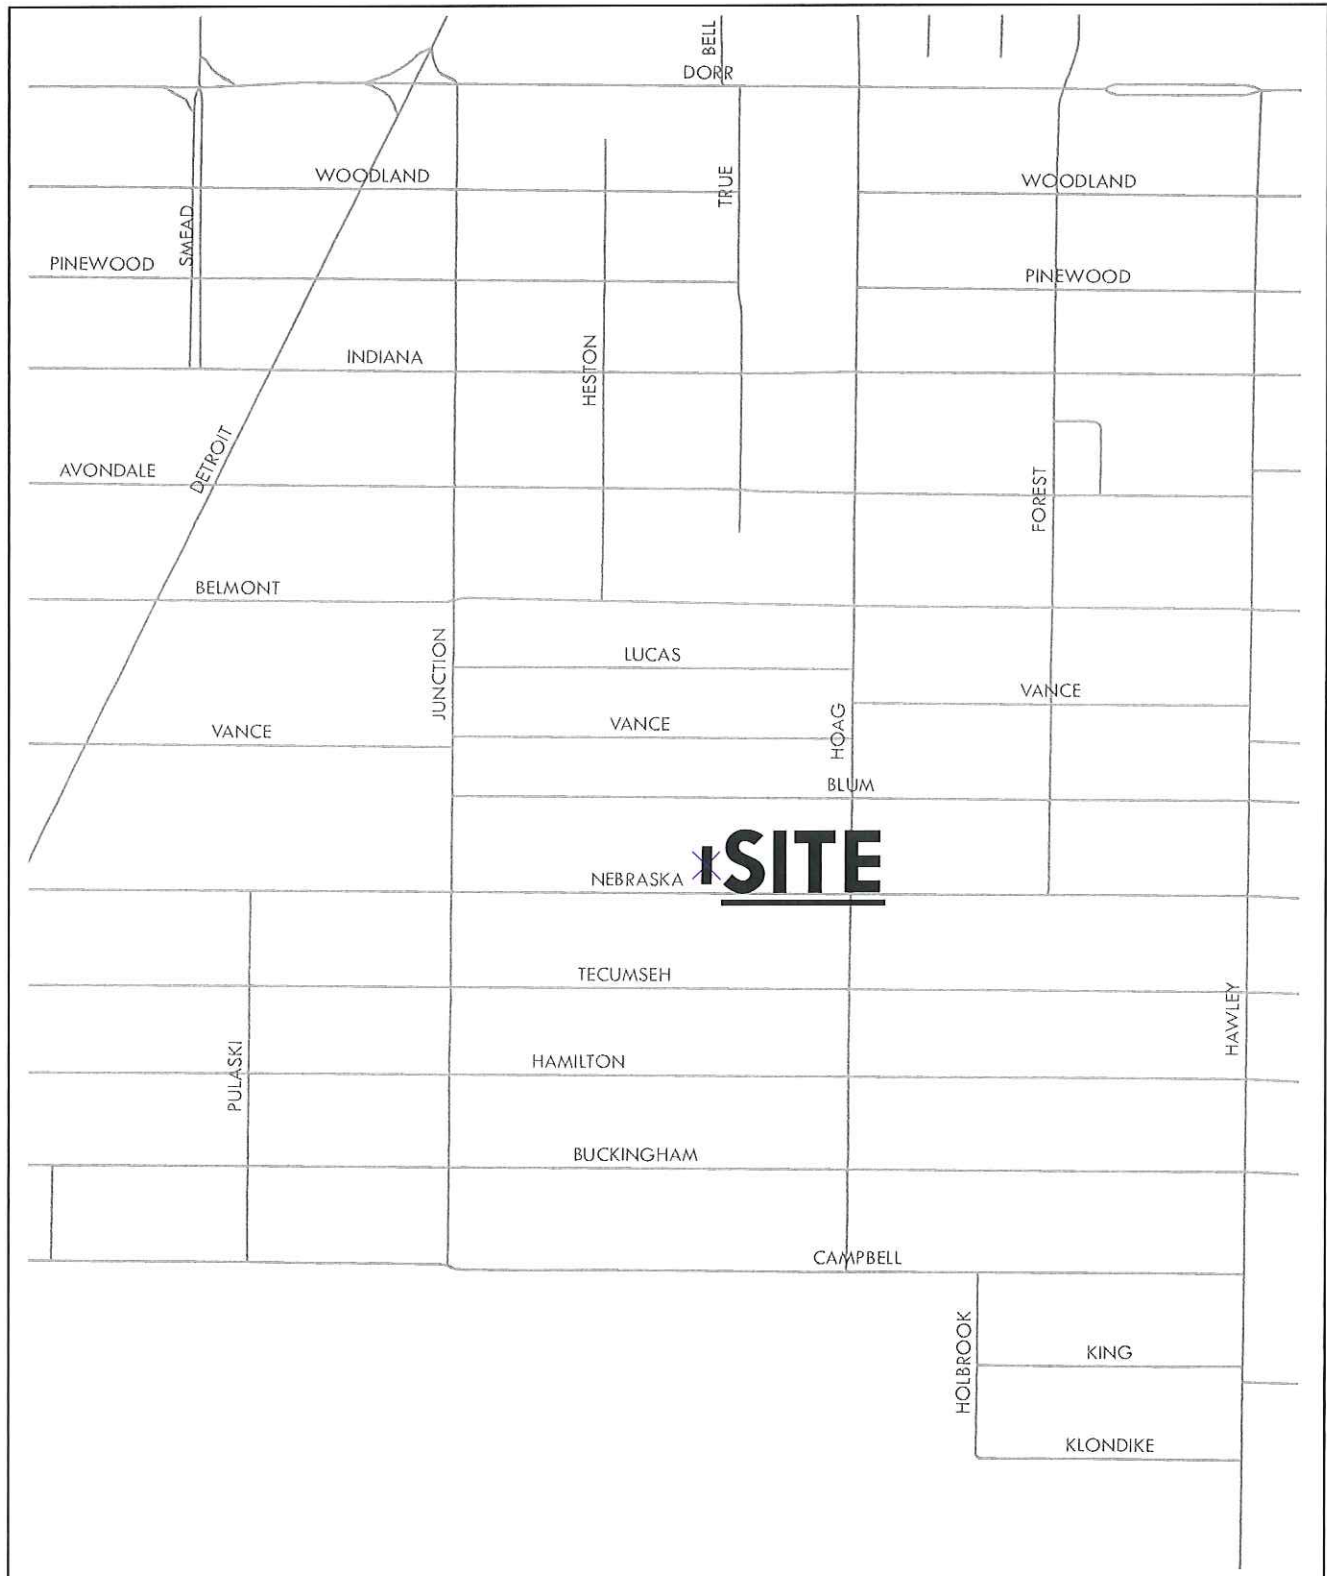 BELL
DORR
WOODLAND
TRUE
WOODLAND
SMEAD
PINEWOOD
PINEWOOD
INDIANA
HESTON
DETROIT
AVONDALE
FOREST
BELMONT
JUNCTION
LUCAS
VANCE
VANCE
VANCE
HOAG
BLUM
SITE
NEBRASKA
TECUMSEH
HAWLEY
PULASKI
HAMILTON
BUCKINGHAM
CAMPBELL
HOLBROOK
KING
KLONDIKE